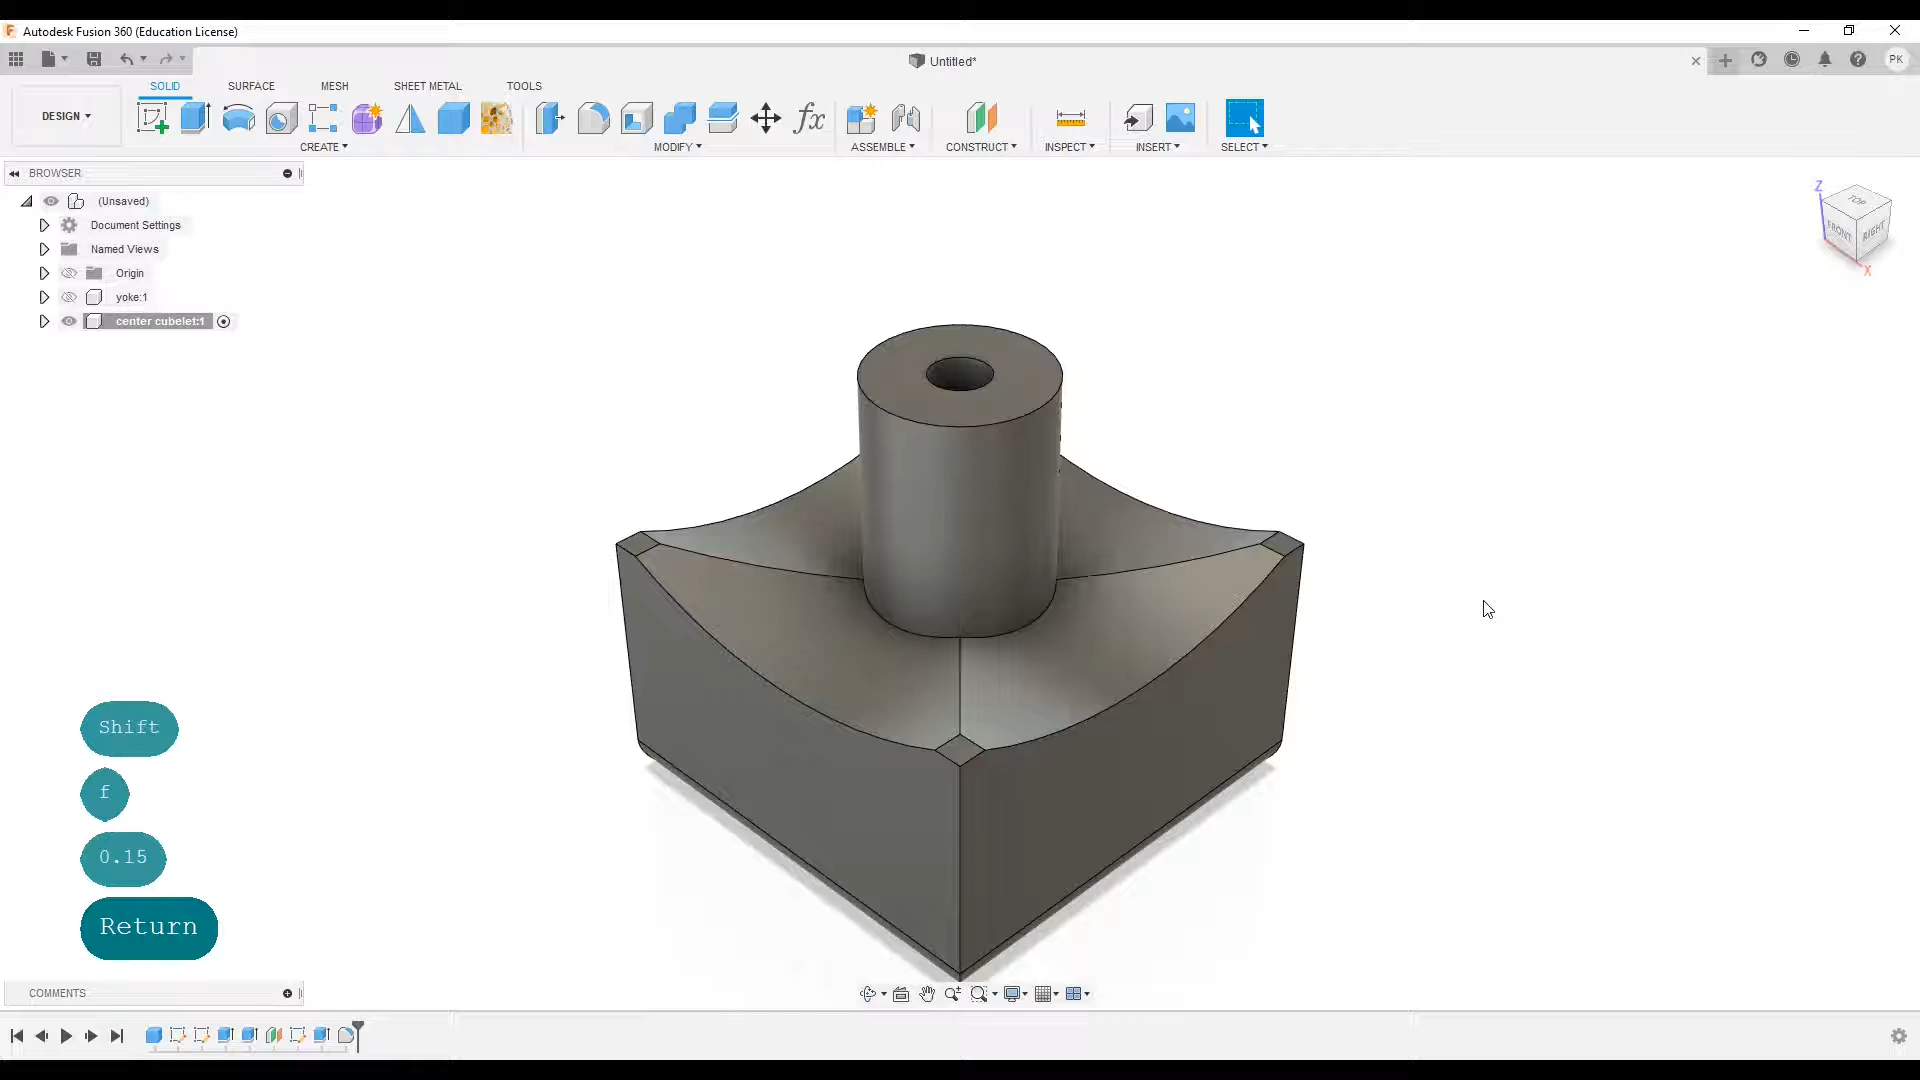 Autodesk Fusion 360 (Education License)
Untitled*
PK
SOLID
SURFACE
MESH
SHEET METAL
TOOLS
DESIGN
fx
CREATE
MODIFY
ASSEMBLE
CONSTRUCT
INSPECT
INSERT
SELECT
BROWSER
(Unsaved)
Document Settings
Named Views
Origin
yoke:1
center cubelet:1
Z
TOP
FRONT
RIGHT
X
Shift
f
0.15
Return
COMMENTS